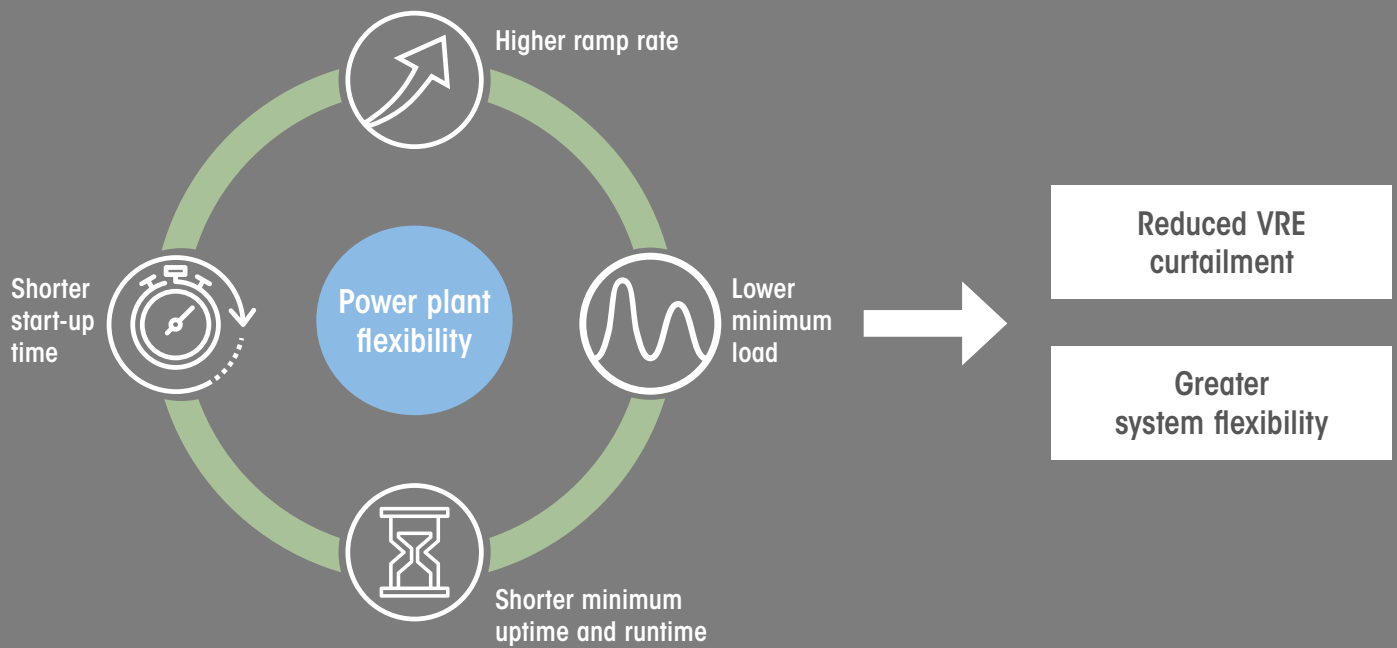 Higher ramp rate
Shorter
start-up
time
Power plant
flexibility
Lower
minimum
load
Shorter minimum
uptime and runtime
Reduced VRE
curtailment
Greater
system flexibility